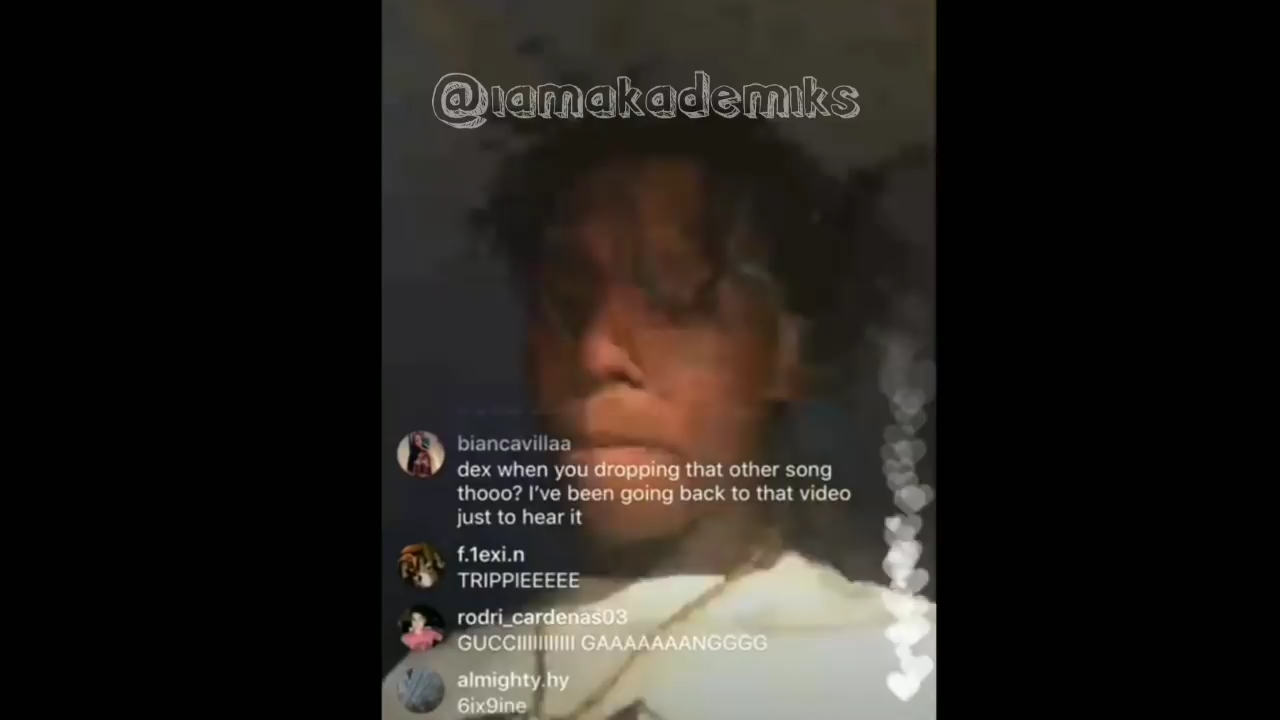 @iamakademiks
biancavillaa
dex when you dropping that other song
thooo? I've been going back to that video
just to hear it
f.1exi.n
TRIPPIEEEEE
rodri_cardenas03
GUCCIIIIIIIIIII GAAAAAAANGGGG
almighty.hy
6ix9ine